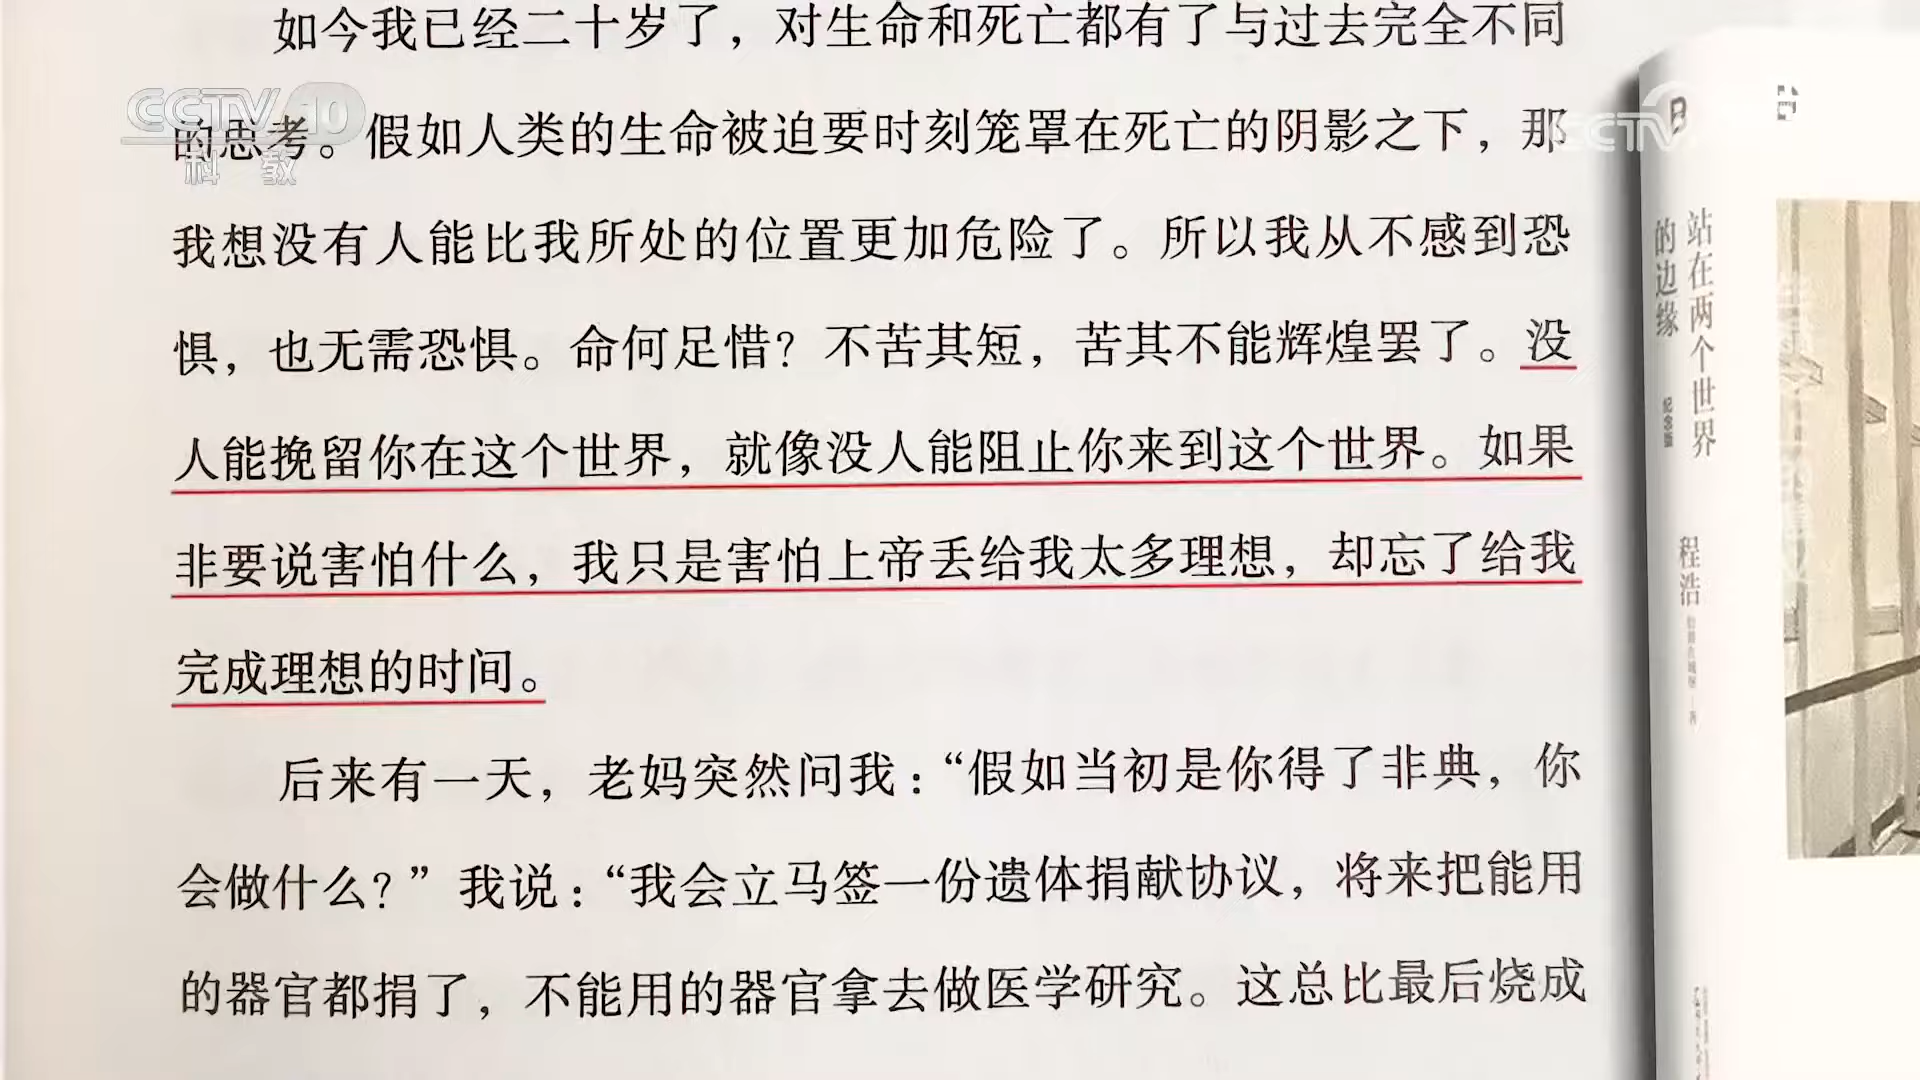 如今我已经二十岁了，对生命和死亡都有了与过去完全不同
的思考。假如人类的生命被迫要时刻笼罩在死亡的阴影之下，那
我想没有人能比我所处的位置更加危险了。所以我从不感到恐
惧，也无需恐惧。命何足惜？不苦其短，苦其不能辉煌罢了。没
人能挽留你在这个世界，就像没人能阻止你来到这个世界。如果
非要说害怕什么，我只是害怕上帝丢给我太多理想，却忘了给我
完成理想的时间。
后来有一天，老妈突然问我：“假如当初是你得了非典，你
会做什么？”我说：“我会立马签一份遗体捐献协议，将来把能用
的器官都捐了，不能用的器官拿去做医学研究。这总比最后烧成
CCTV 10
科教
CCTV
站在两个世界
的边缘
纪念版
程浩
著